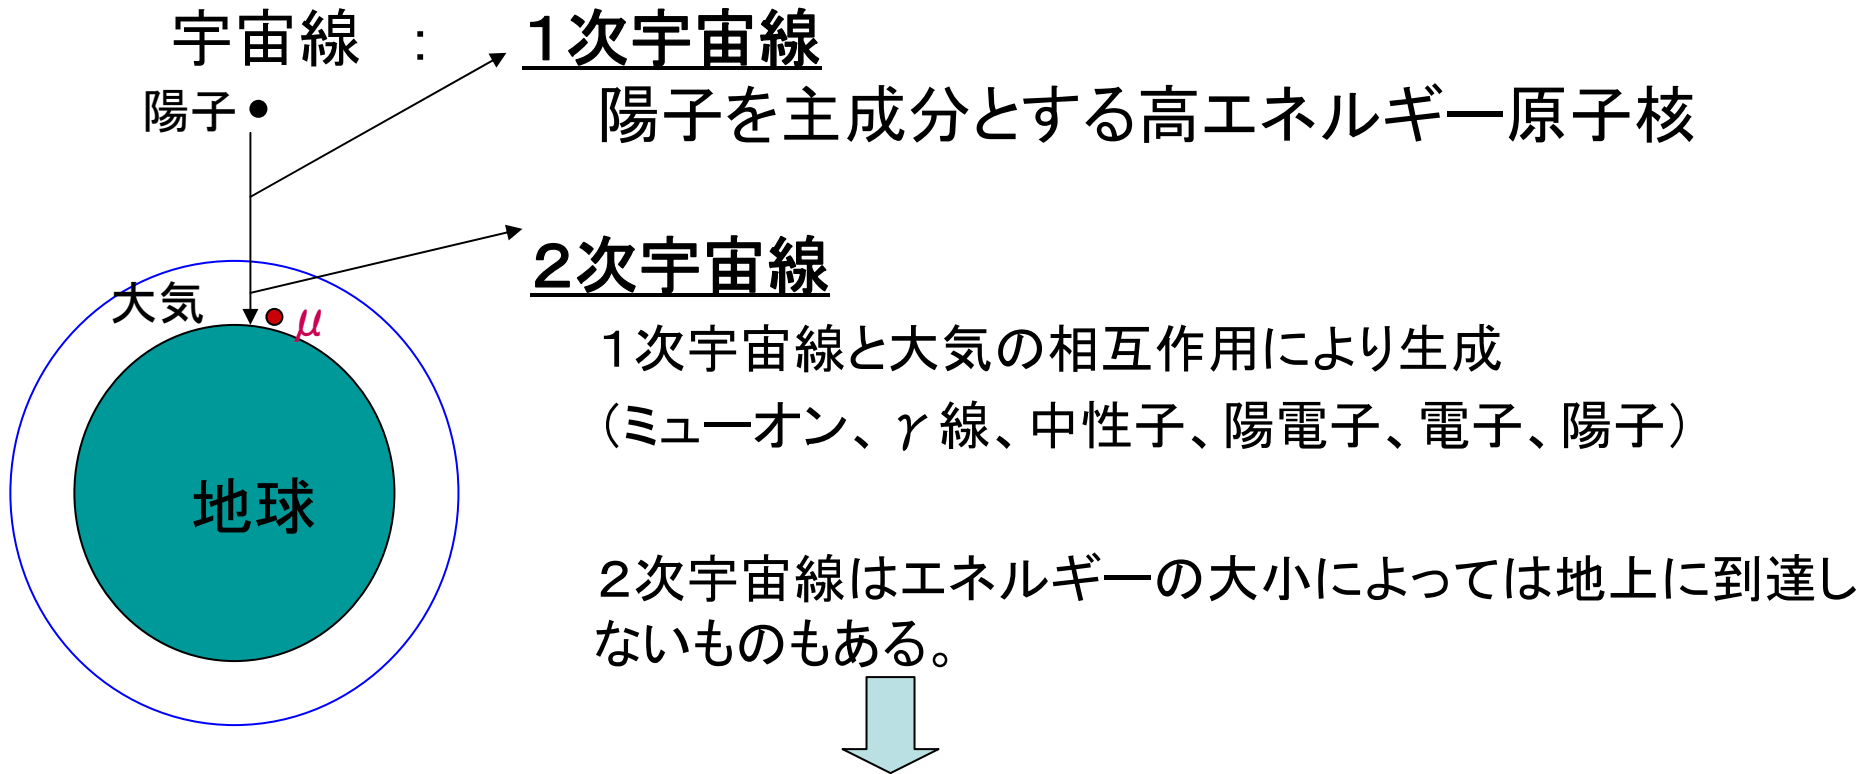 宇宙線 : １次宇宙線
陽子
陽子を主成分とする高エネルギー原子核
２次宇宙線
大気
μ
１次宇宙線と大気の相互作用により生成
（ミューオン、γ線、中性子、陽電子、電子、陽子）
地球
２次宇宙線はエネルギーの大小によっては地上に到達し
ないものもある。